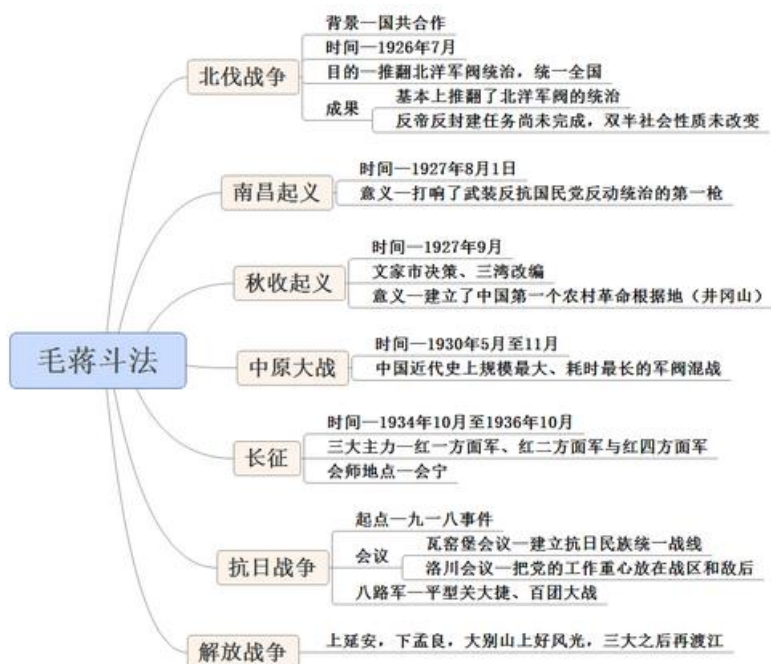 毛蒋斗法
北伐战争
背景—国共合作
时间—1926年7月
目的—推翻北洋军阀统治，统一全国
成果
基本上推翻了北洋军阀的统治
反帝反封建任务尚未完成，双半社会性质未改变
南昌起义
时间—1927年8月1日
意义—打响了武装反抗国民党反动统治的第一枪
秋收起义
时间—1927年9月
文家市决策、三湾改编
意义—建立了中国第一个农村革命根据地（井冈山）
中原大战
时间—1930年5月至11月
中国近代史上规模最大、耗时最长的军阀混战
长征
时间—1934年10月至1936年10月
三大主力—红一方面军、红二方面军与红四方面军
会师地点—会宁
抗日战争
起点—九一八事件
会议
瓦窑堡会议—建立抗日民族统一战线
洛川会议—把党的工作重心放在战区和敌后
八路军—平型关大捷、百团大战
解放战争
上延安，下孟良，大别山上好风光，三大之后再渡江